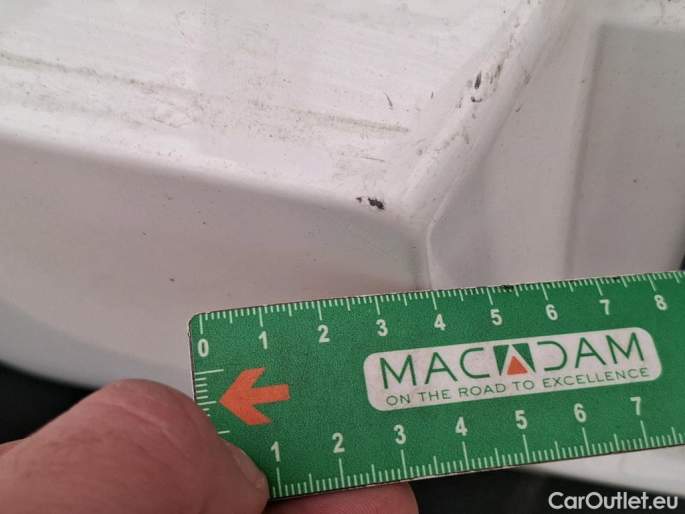 0 1 2 3 4 5 6 7 8
MACADAM
ON THE ROAD TO EXCELLENCE
1 2 3 4 5 6 7
CarOutlet.eu